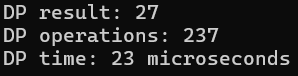 DP result: 27
DP operations: 237
DP time: 23 microseconds